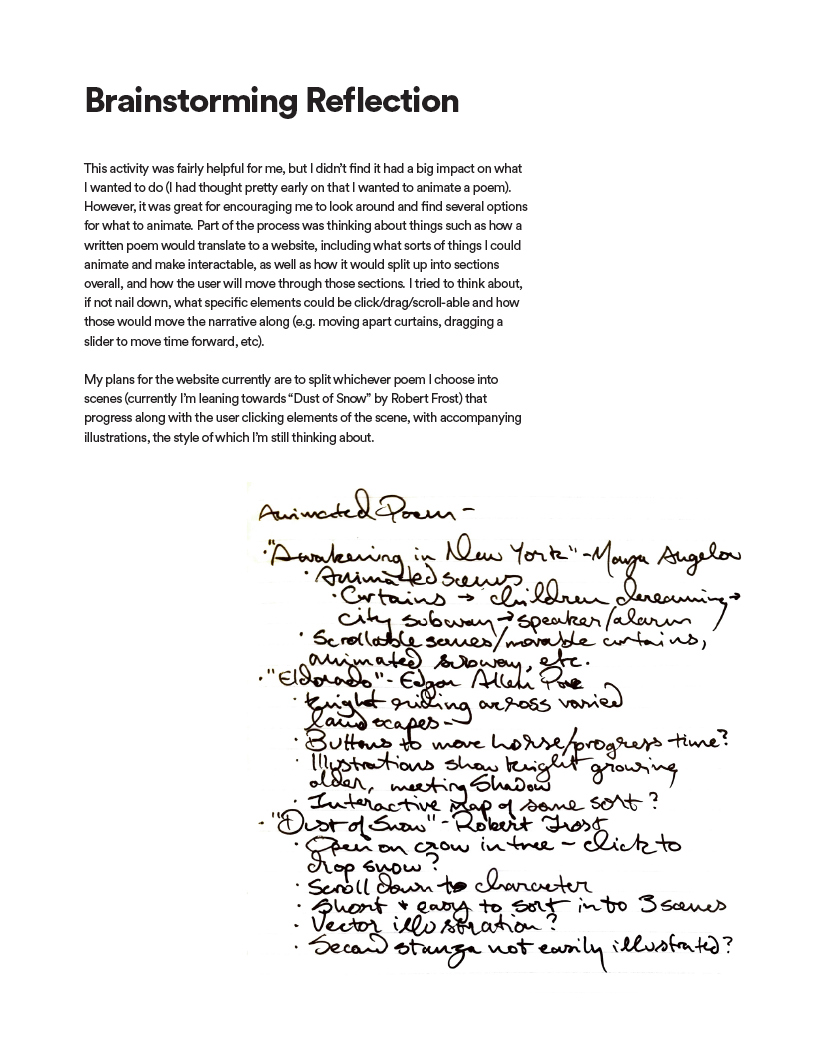 Brainstorming Reflection
This activity was fairly helpful for me, but I didn’t find it had a big impact on what
I wanted to do (I had thought pretty early on that I wanted to animate a poem).
However, it was great for encouraging me to look around and find several options
for what to animate. Part of the process was thinking about things such as how a
written poem would translate to a website, including what sorts of things I could
animate and make interactable, as well as how it would split up into sections
overall, and how the user will move through those sections. I tried to think about,
if not nail down, what specific elements could be click/drag/scroll-able and how
those would move the narrative along (e.g. moving apart curtains, dragging a
slider to move time forward, etc).
My plans for the website currently are to split whichever poem I choose into
scenes (currently I’m leaning towards “Dust of Snow” by Robert Frost) that
progress along with the user clicking elements of the scene, with accompanying
illustrations, the style of which I’m still thinking about.
Animated Poem -
· "Awakening in New York" - Maya Angelou
· Animated scenes
· Curtains → children dreaming →
city subway → speaker/alarm
· Scrollable scenes/movable curtains,
animated subway, etc.
· "Eldorado" - Edgar Allen Poe
· Knight riding across varied
landscapes
· Buttons to move horse/progress time?
· Illustrations show knight growing
older, meeting Shadow
· Interactive map of some sort?
· "Dust of Snow" - Robert Frost
· Open on crow in tree - click to
drop snow?
· Scroll down to character
· Short + easy to sort into 3 scenes
· Vector illustration?
· Second stanza not easily illustrated?